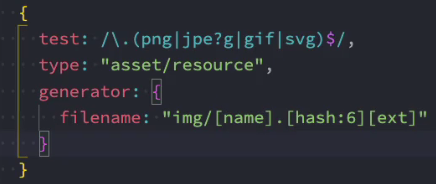 {
test: /\.(png|jpe?g|gif|svg)$/,
type: "asset/resource",
generator: {
filename: "img/[name].[hash:6][ext]"
}
}